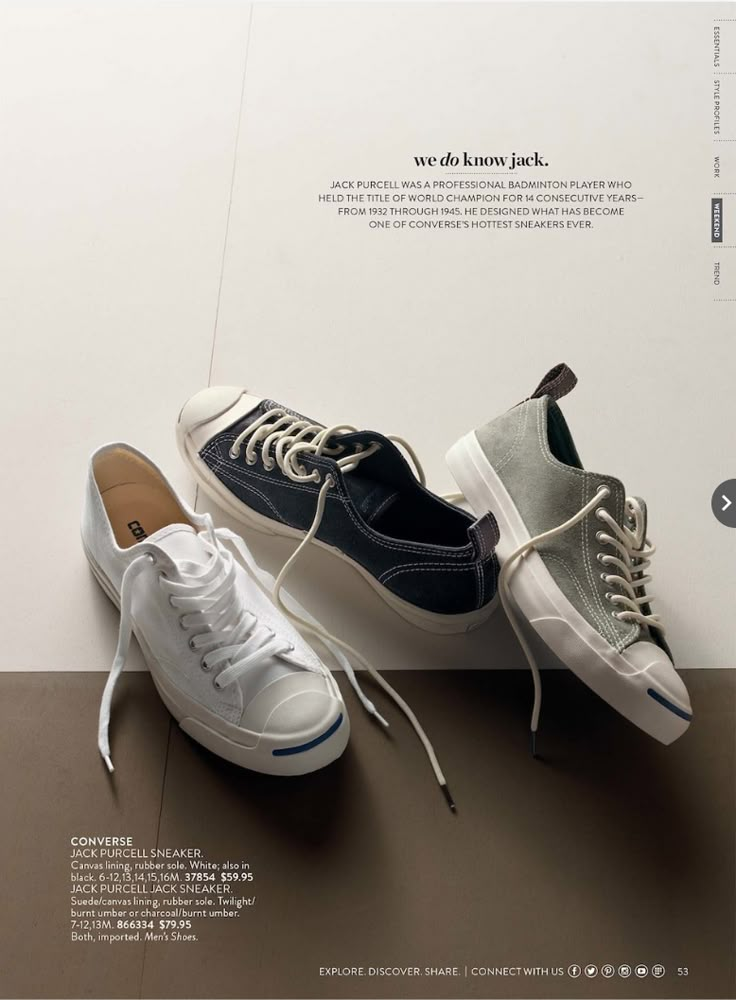 we do know jack.
JACK PURCELL WAS A PROFESSIONAL BADMINTON PLAYER WHO
HELD THE TITLE OF WORLD CHAMPION FOR 14 CONSECUTIVE YEARS—
FROM 1932 THROUGH 1945. HE DESIGNED WHAT HAS BECOME
ONE OF CONVERSE'S HOTTEST SNEAKERS EVER.
ESSENTIALS
STYLE PROFILES
WORK
WEEKEND
TREND
CONVERSE
JACK PURCELL SNEAKER.
Canvas lining, rubber sole. White; also in
black. 6-12,13,14,15,16M. 37854 $59.95
JACK PURCELL JACK SNEAKER.
Suede/canvas lining, rubber sole. Twilight/
burnt umber or charcoal/burnt umber.
7-12,13M. 866334 $79.95
Both, imported. Men's Shoes.
EXPLORE. DISCOVER. SHARE. | CONNECT WITH US
53